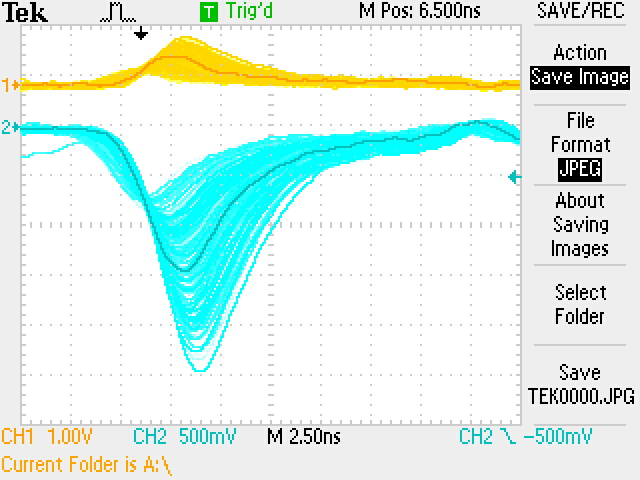 Tek T Trig'd M Pos: 6.500ns SAVE/REC
Action
Save Image
File
Format
JPEG
About
Saving
Images
Select
Folder
Save
TEK0000.JPG
1
2
CH1 1.00V CH2 500mV M 2.50ns CH2 \ -500mV
Current Folder is A:\